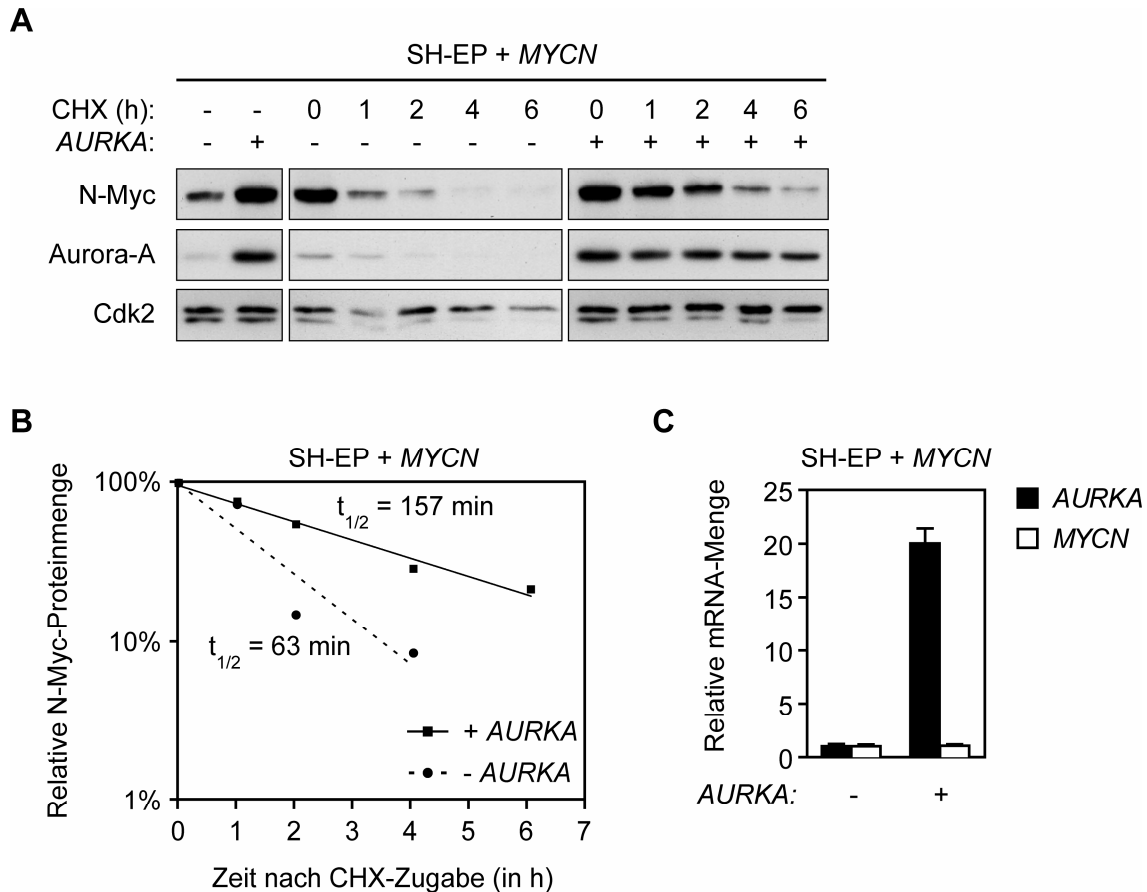 A
SH-EP + MYCN
CHX (h): - - 0 1 2 4 6 0 1 2 4 6
AURKA: - + - - - - - + + + + +
N-Myc
Aurora-A
Cdk2
B
SH-EP + MYCN
Relative N-Myc-Proteinmenge
100%
10%
1%
t1/2 = 157 min
t1/2 = 63 min
+ AURKA
- AURKA
0 1 2 3 4 5 6 7
Zeit nach CHX-Zugabe (in h)
C
SH-EP + MYCN
Relative mRNA-Menge
25
20
15
10
5
0
AURKA
MYCN
AURKA: - +